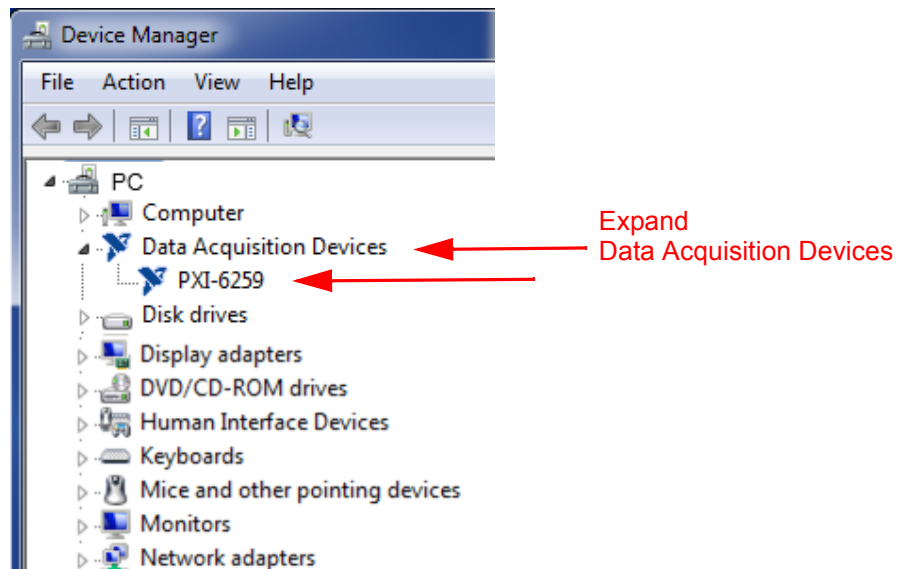 Device Manager
File Action View Help
PC
Computer
Data Acquisition Devices
PXI-6259
Disk drives
Display adapters
DVD/CD-ROM drives
Human Interface Devices
Keyboards
Mice and other pointing devices
Monitors
Network adapters
Expand
Data Acquisition Devices